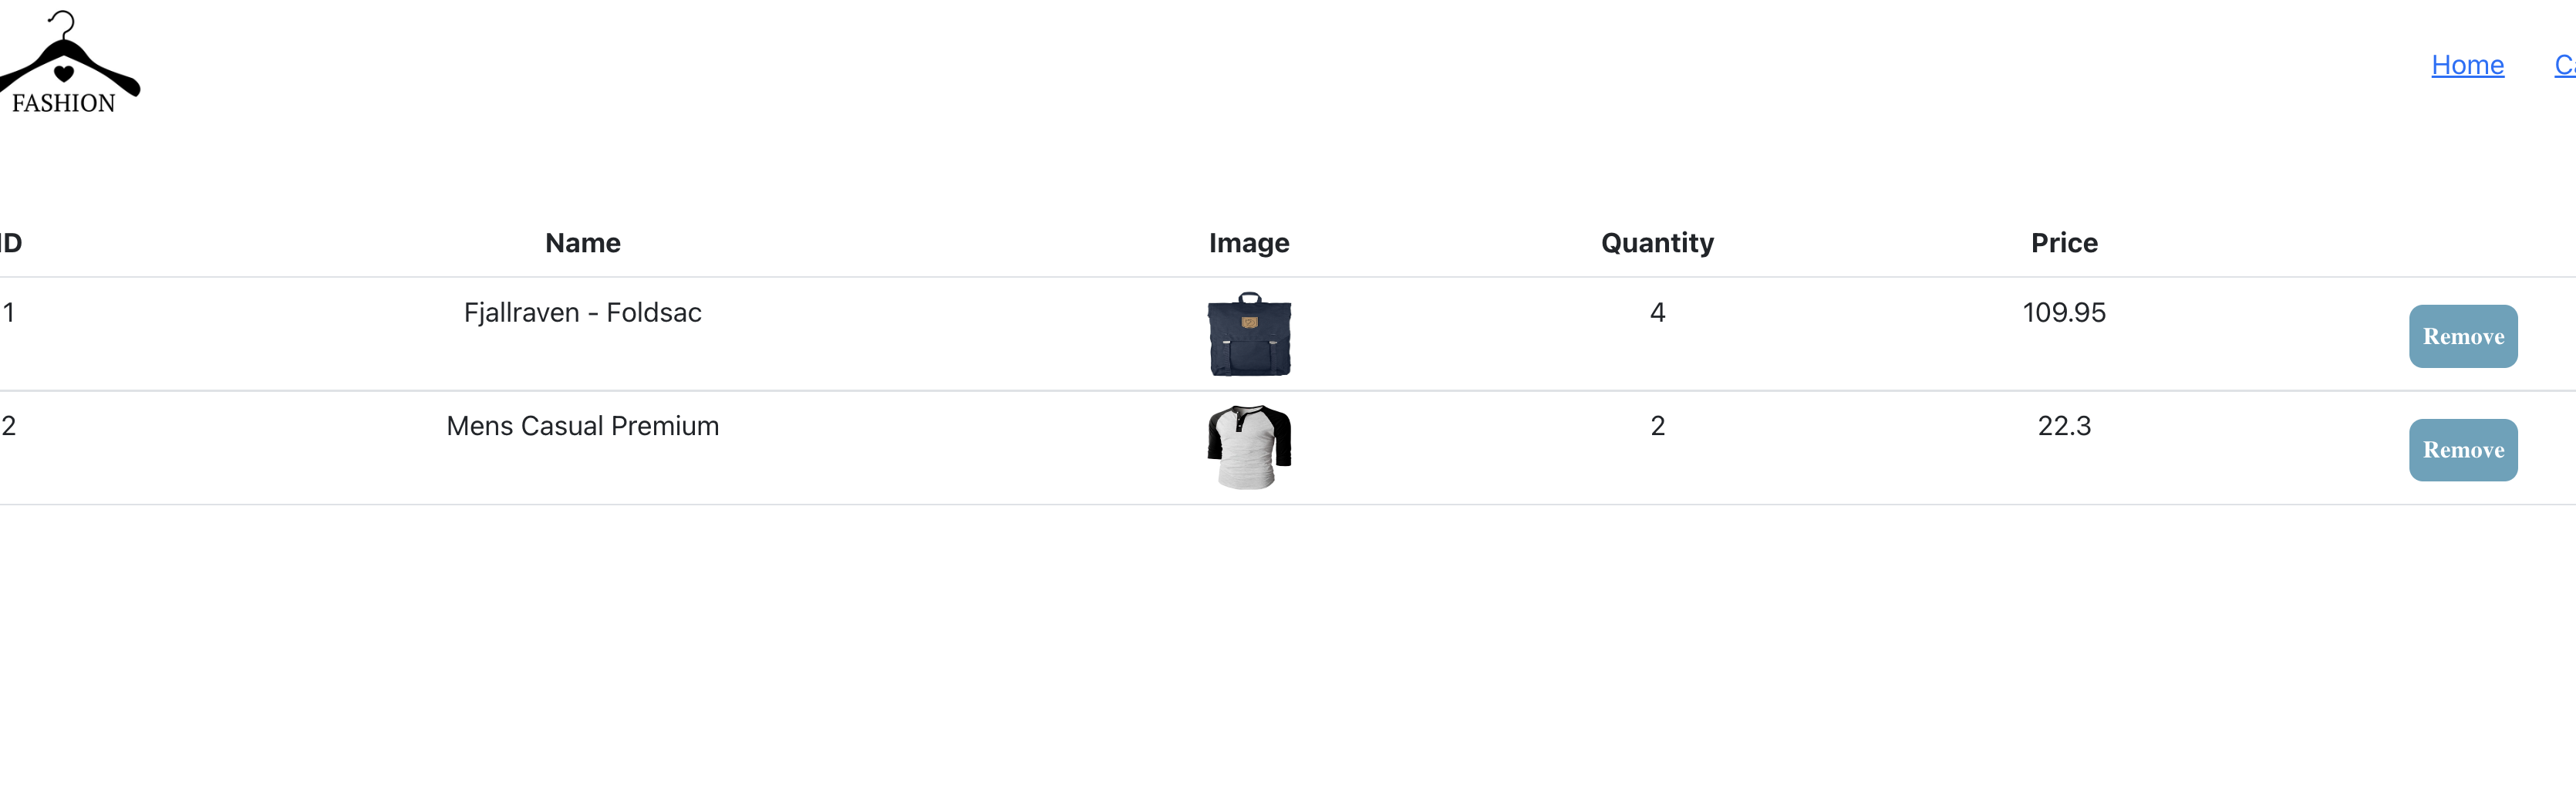 FASHION
Home
ID Name Image Quantity Price
1 Fjallraven - Foldsac 4 109.95 Remove
2 Mens Casual Premium 2 22.3 Remove